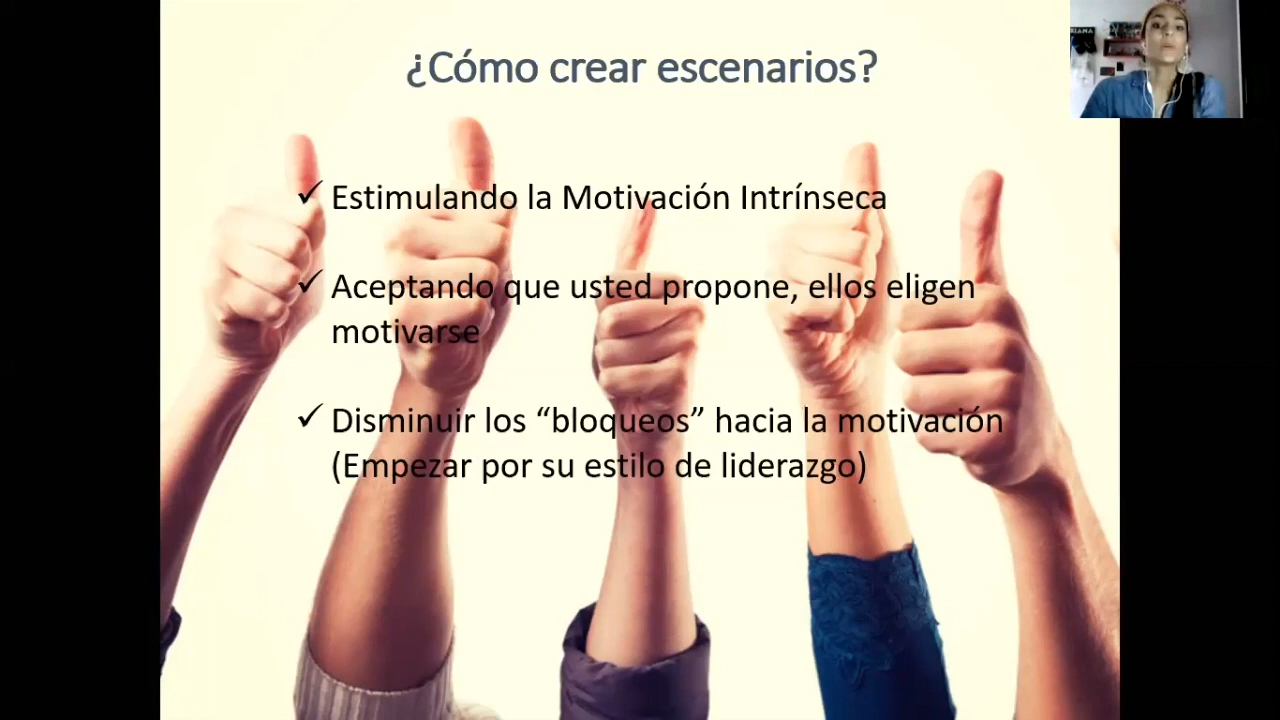 ¿Cómo crear escenarios?
✓ Estimulando la Motivación Intrínseca
✓ Aceptando que usted propone, ellos eligen
motivarse
✓ Disminuir los “bloqueos” hacia la motivación
(Empezar por su estilo de liderazgo)